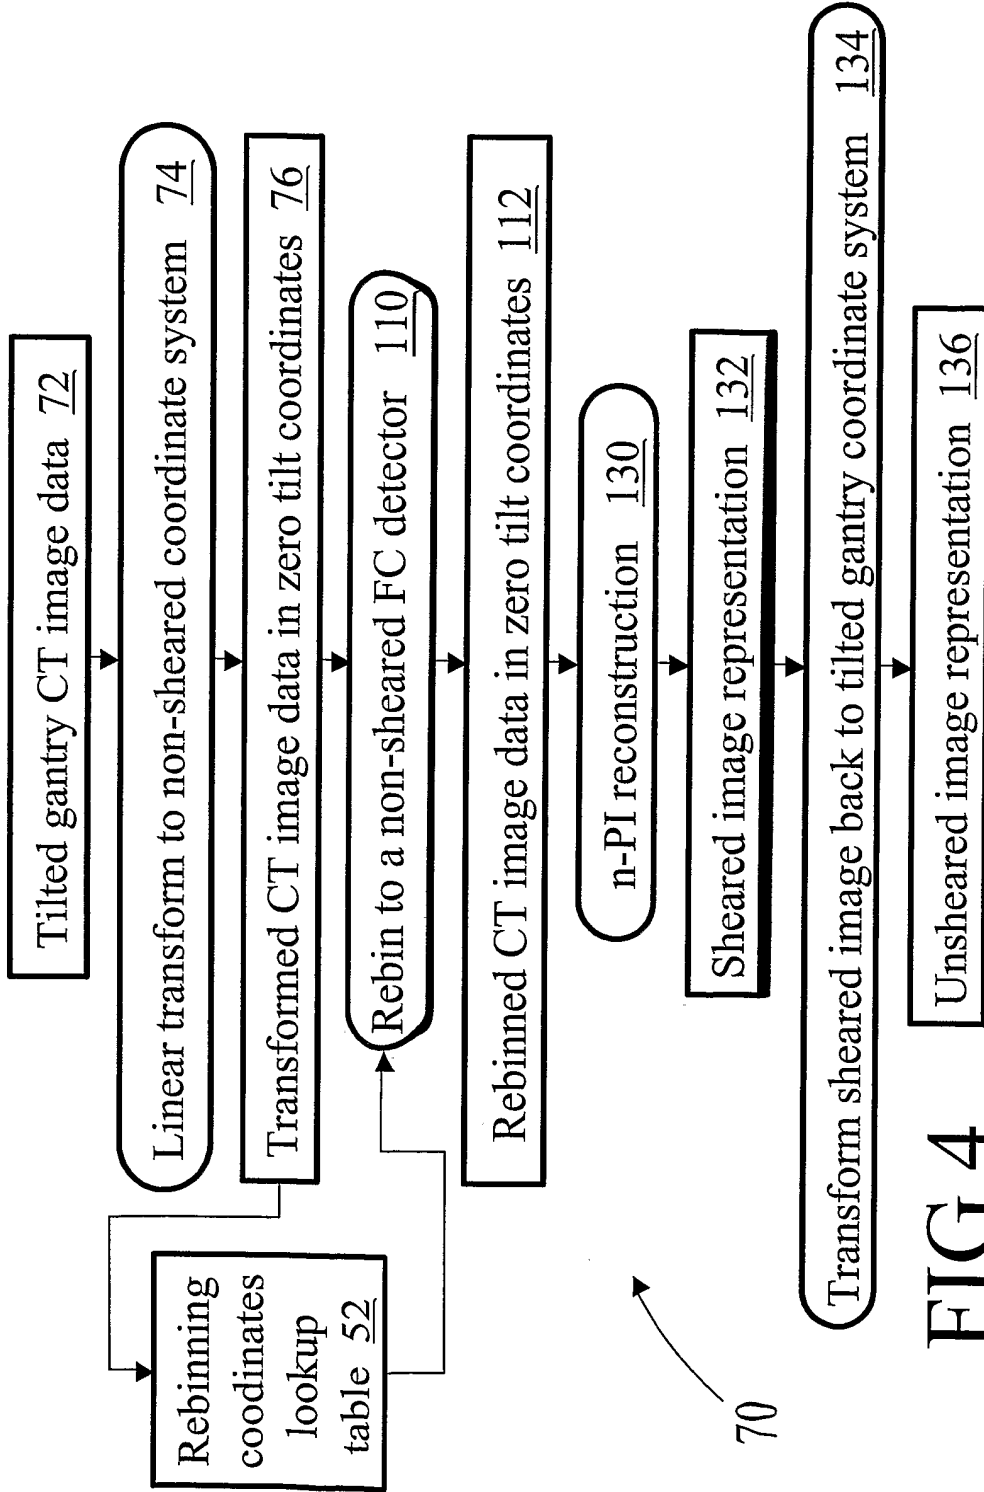 Tilted gantry CT image data 72
Linear transform to non-sheared coordinate system 74
Transformed CT image data in zero tilt coordinates 76
Rebinning
coodinates
lookup
table 52
Rebin to a non-sheared FC detector 110
Rebinned CT image data in zero tilt coordinates 112
n-PI reconstruction 130
Sheared image representation 132
70
Transform sheared image back to tilted gantry coordinate system 134
Unsheared image representation 136
FIG 4